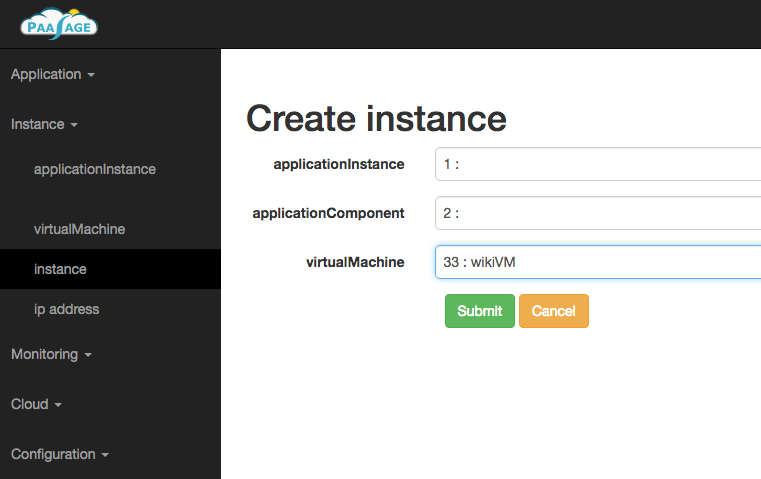 PAASAGE
Application
Instance
applicationInstance
virtualMachine
instance
ip address
Monitoring
Cloud
Configuration
Create instance
applicationInstance 1 :
applicationComponent 2 :
virtualMachine 33 : wikiVM
Submit Cancel